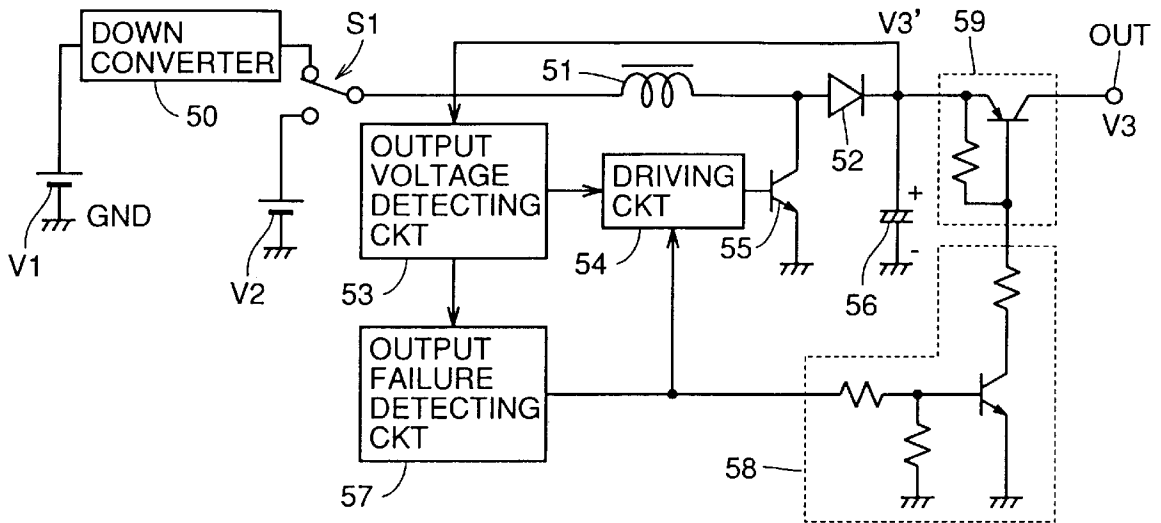 DOWN
CONVERTER
50
S1
V3'
59
OUT
51
V3
52
OUTPUT
VOLTAGE
DETECTING
CKT
53
DRIVING
CKT
54
55
+
-
56
GND
V1
V2
OUTPUT
FAILURE
DETECTING
CKT
57
58